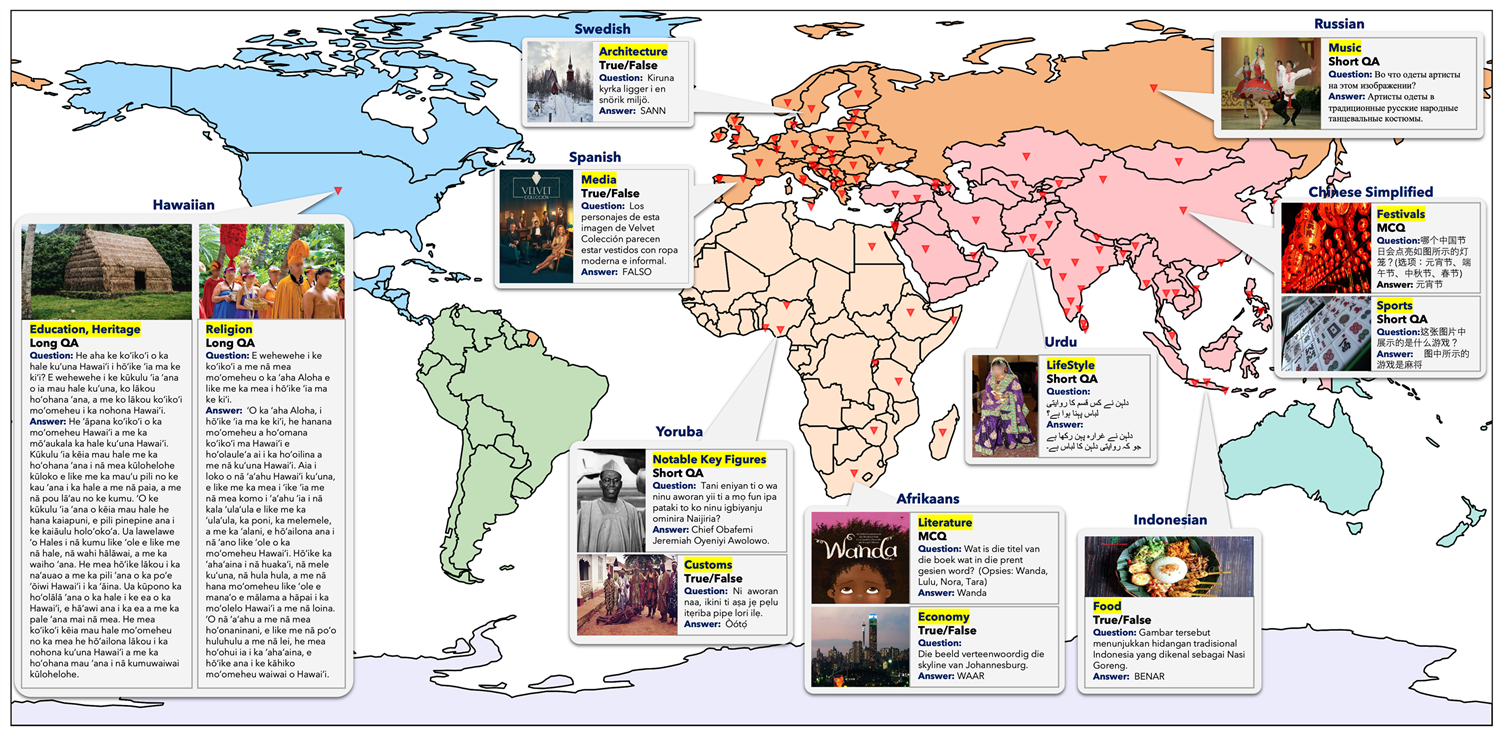 Swedish
Architecture
True/False
Question: Kiruna
kyrka ligger i en
snörik miljö.
Answer: SANN
Russian
Music
Short QA
Question: Во что одеты артисты
на этом изображении?
Answer: Артисты одеты в
традиционные русские народные
танцевальные костюмы.
Spanish
VELVET
COLECCIÓN
Media
True/False
Question: Los
personajes de esta
imagen de Velvet
Colección parecen
estar vestidos con ropa
moderna e informal.
Answer: FALSO
Hawaiian
Education, Heritage
Long QA
Question: He aha ke koʻikoʻi o ka
hale kuʻuna Hawaiʻi i hōʻike ʻia ma ke
kiʻi? E wehewehe i ke kūkulu ʻia ʻana
o ia mau hale kuʻuna, ko lākou
hoʻohana ʻana, a me ko lākou koʻikoʻi
moʻomeheu i ka nohona Hawaiʻi.
Answer: He ʻāpana koʻikoʻi o ka
moʻomeheu Hawaiʻi a me ka
mōʻaukala ka hale kuʻuna Hawaiʻi.
Kūkulu ʻia kēia mau hale me ka
hoʻohana ʻana i nā mea kūlohelohe
kūloko e like me ka mauʻu pili no ke
kau ʻana i ka hale a me nā paia, a me
nā pou lāʻau no ke kumu. ʻO ke
kūkulu ʻia ʻana o kēia mau hale he
hana kaiapuni, e pili pinepine ana i
ke kaiāulu holoʻokoʻa. Ua lawelawe
ʻo Hales i nā kumu like ʻole e like me
nā hale, nā wahi hālāwai, a me ka
waiho ʻana. He mea hōʻike lākou i ka
naʻauao a me ka pili ʻana o ka poʻe
ʻōiwi Hawaiʻi i ka ʻāina. Ua kūpono ka
hoʻolālā ʻana o ka hale i ke ea o ka
Hawaiʻi, e hāʻawi ana i ka ea a me ka
pale ʻana mai nā mea. He mea
koʻikoʻi kēia mau hale moʻomeheu
no ka mea he hōʻailona lākou i ka
nohona kuʻuna Hawaiʻi a me ka
hoʻohana mau ʻana i nā kumuwaiwai
kūlohelohe.
Religion
Long QA
Question: E wehewehe i ke
koʻikoʻi a me nā mea
moʻomeheu o ka ʻaha Aloha e
like me ka mea i hōʻike ʻia ma
ke kiʻi.
Answer: ʻO ka ʻaha Aloha, i
hōʻike ʻia ma ke kiʻi, he hanana
moʻomeheu a hoʻomana
koʻikoʻi ma Hawaiʻi e
hoʻolauleʻa ai i ka hoʻoilina a
me nā kuʻuna Hawaiʻi. Aia i
loko o nā ʻaʻahu Hawaiʻi kuʻuna,
e like me ka mea i ʻike ʻia me
nā mea komo i ʻaʻahu ʻia i nā
kala ʻulaʻula e like me ka
ʻulaʻula, ka poni, ka melemele,
a me ka ʻalani, e hōʻailona ana i
nā ʻano like ʻole o ka
moʻomeheu Hawaiʻi. Hōʻike ka
ʻahaʻaina i nā huakaʻi, nā mele
kuʻuna, nā hula hula, a me nā
hana moʻomeheu like ʻole e
manaʻo e mālama a hāpai i ka
moʻolelo Hawaiʻi a me nā loina.
ʻO nā ʻaʻahu a me nā mea
hoʻonaninani, e like me nā poʻo
huluhulu a me nā lei, he mea
hoʻohui ia i ka ʻahaʻaina, e
hōʻike ana i ke kāhiko
moʻomeheu waiwai o Hawaiʻi.
Chinese Simplified
Festivals
MCQ
Question:哪个中国节
日会点亮如图所示的灯
笼？(选项：元宵节、端
午节、中秋节、春节)
Answer: 元宵节
Sports
Short QA
Question:这张图片中
展示的是什么游戏？
Answer: 图中所示的
游戏是麻将
Urdu
LifeStyle
Short QA
Question:
دلہن نے کس قسم کا روایتی
لباس پہنا ہوا ہے؟
Answer:
دلہن نے غرارہ پہن رکھا ہے
جو کہ روایتی دلہن کا لباس ہے۔
Yoruba
Notable Key Figures
Short QA
Question: Tani eniyan ti o wa
ninu aworan yii ti a mọ fun ipa
pataki to ko ninu igbiyanju
ominira Naijiria?
Answer: Chief Obafemi
Jeremiah Oyeniyi Awolowo.
Customs
True/False
Question: Ni aworan
naa, ikini ti aṣa jẹ pelu
itẹriba pipe lori ilẹ.
Answer: Òótọ́
Afrikaans
Wanda
Literature
MCQ
Question: Wat is die titel van
die boek wat in die prent
gesien word? (Opsies: Wanda,
Lulu, Nora, Tara)
Answer: Wanda
Economy
True/False
Question:
Die beeld verteenwoordig die
skyline van Johannesburg.
Answer: WAAR
Indonesian
Food
True/False
Question: Gambar tersebut
menunjukkan hidangan tradisional
Indonesia yang dikenal sebagai Nasi
Goreng.
Answer: BENAR